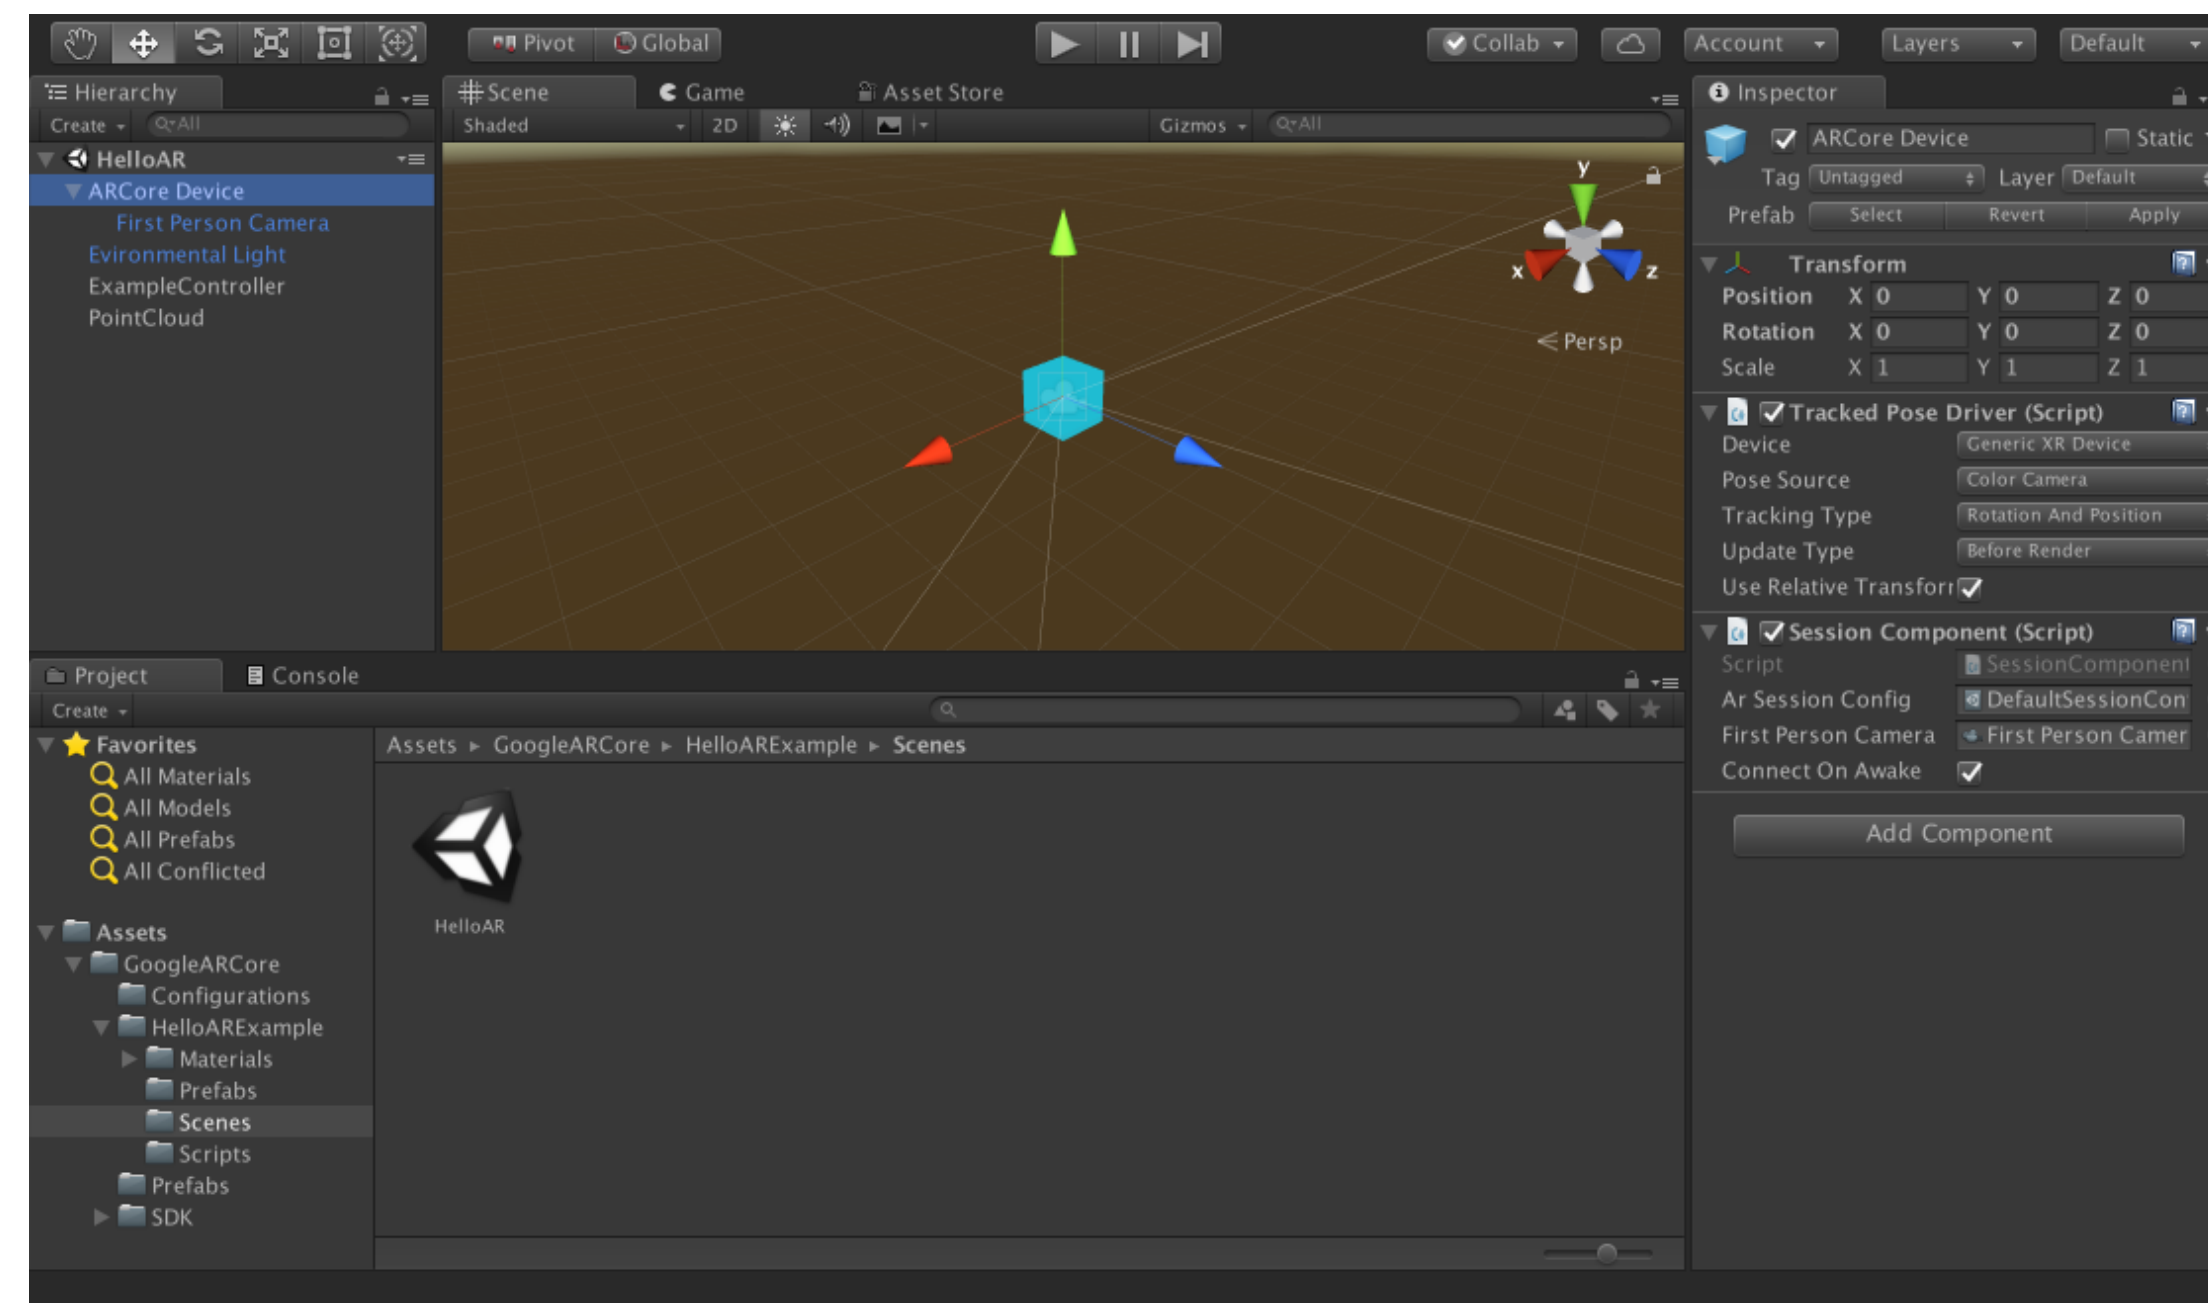 Pivot Global Collab Account Layers Default
Hierarchy
Create All
HelloAR
ARCore Device
First Person Camera
Evironmental Light
ExampleController
PointCloud
Scene Game Asset Store
Shaded 2D Gizmos All
y
x z
Persp
Inspector
ARCore Device Static
Tag Untagged Layer Default
Prefab Select Revert Apply
Transform
Position X 0 Y 0 Z 0
Rotation X 0 Y 0 Z 0
Scale X 1 Y 1 Z 1
Tracked Pose Driver (Script)
Device Generic XR Device
Pose Source Color Camera
Tracking Type Rotation And Position
Update Type Before Render
Use Relative Transforr
Session Component (Script)
Script SessionComponent
Ar Session Config DefaultSessionCon
First Person Camera First Person Camer
Connect On Awake
Add Component
Project Console
Create
Favorites
All Materials
All Models
All Prefabs
All Conflicted
Assets
GoogleARCore
Configurations
HelloARExample
Materials
Prefabs
Scenes
Scripts
Prefabs
SDK
Assets ▸ GoogleARCore ▸ HelloARExample ▸ Scenes
HelloAR